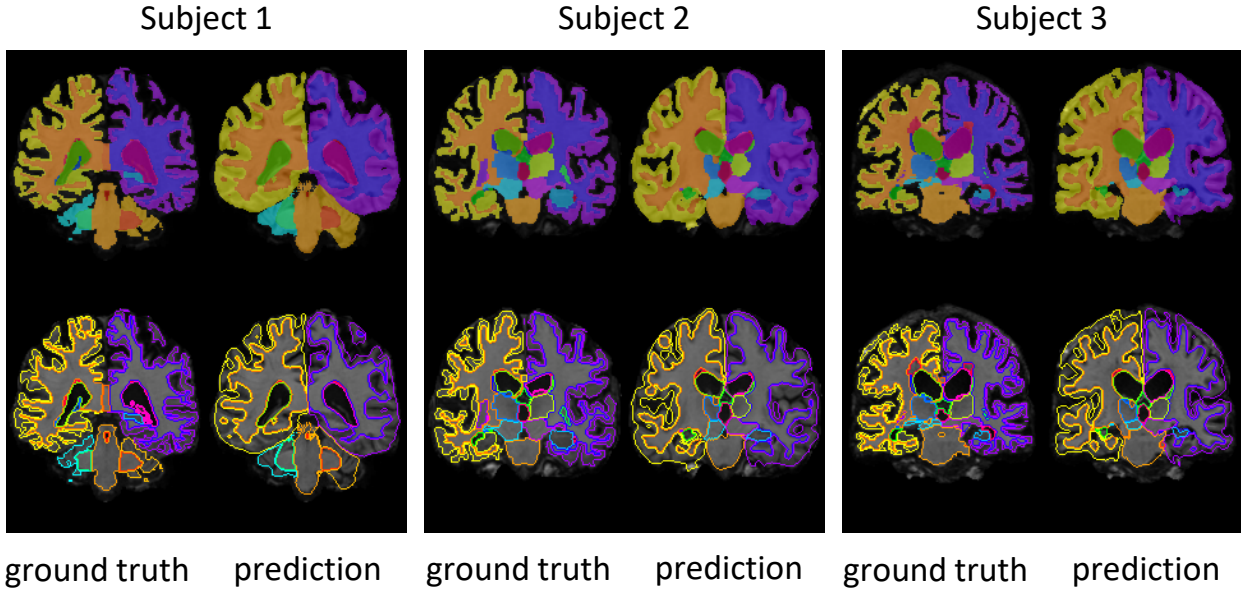 Subject 1
Subject 2
Subject 3
ground truth
prediction
ground truth
prediction
ground truth
prediction